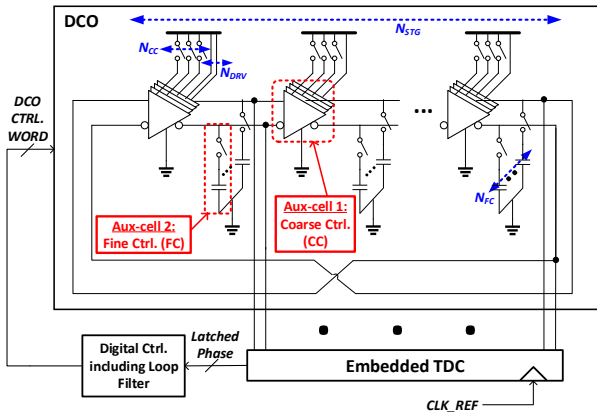 DCO
N_STG
N_CC
N_DRV
DCO
CTRL.
WORD
Aux-cell 2:
Fine Ctrl. (FC)
Aux-cell 1:
Coarse Ctrl.
(CC)
N_FC
Digital Ctrl.
including Loop
Filter
Latched
Phase
Embedded TDC
CLK_REF